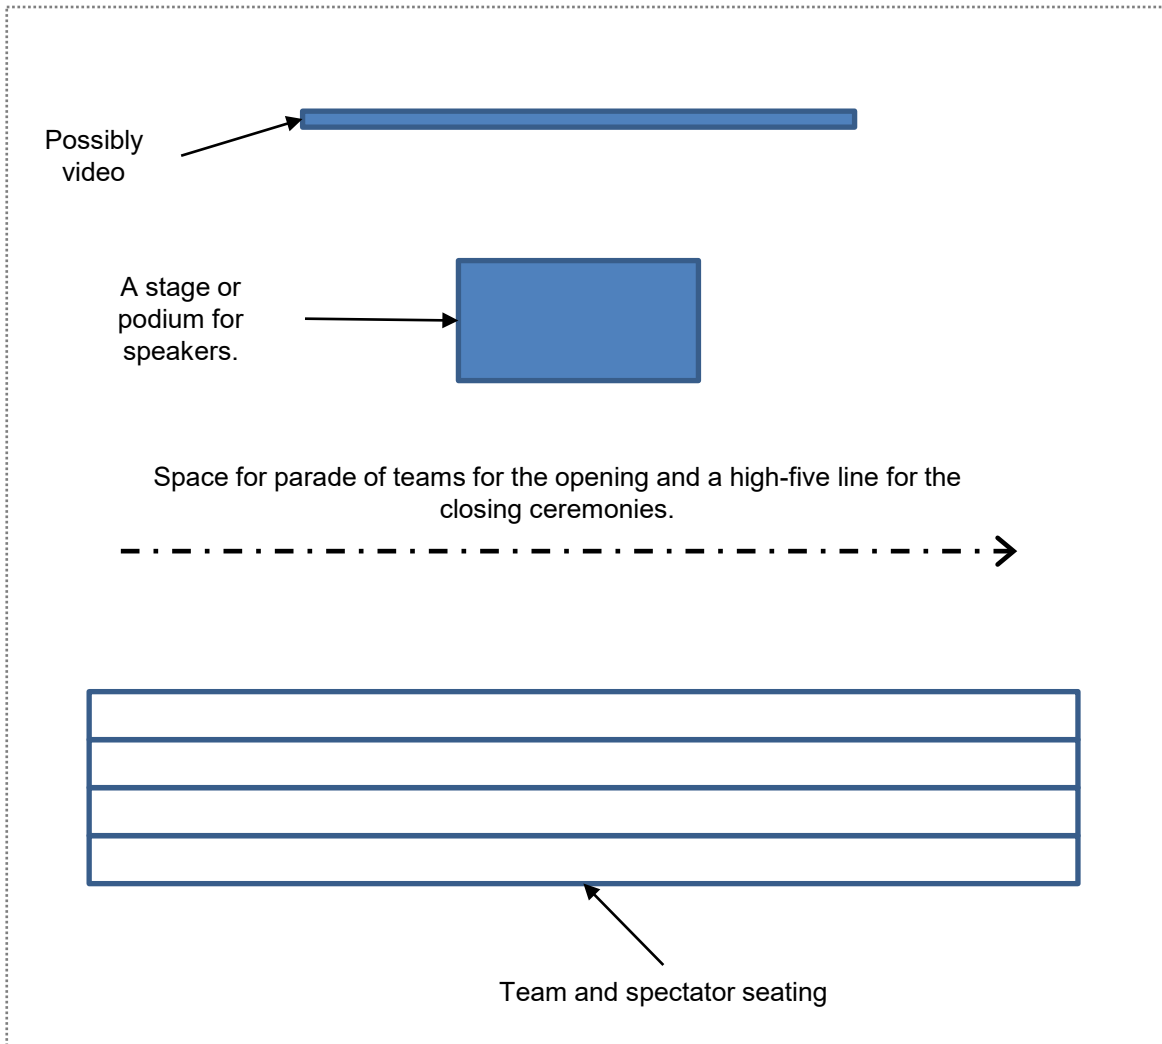 Possibly
video
A stage or
podium for
speakers.
Space for parade of teams for the opening and a high-five line for the
closing ceremonies.
Team and spectator seating